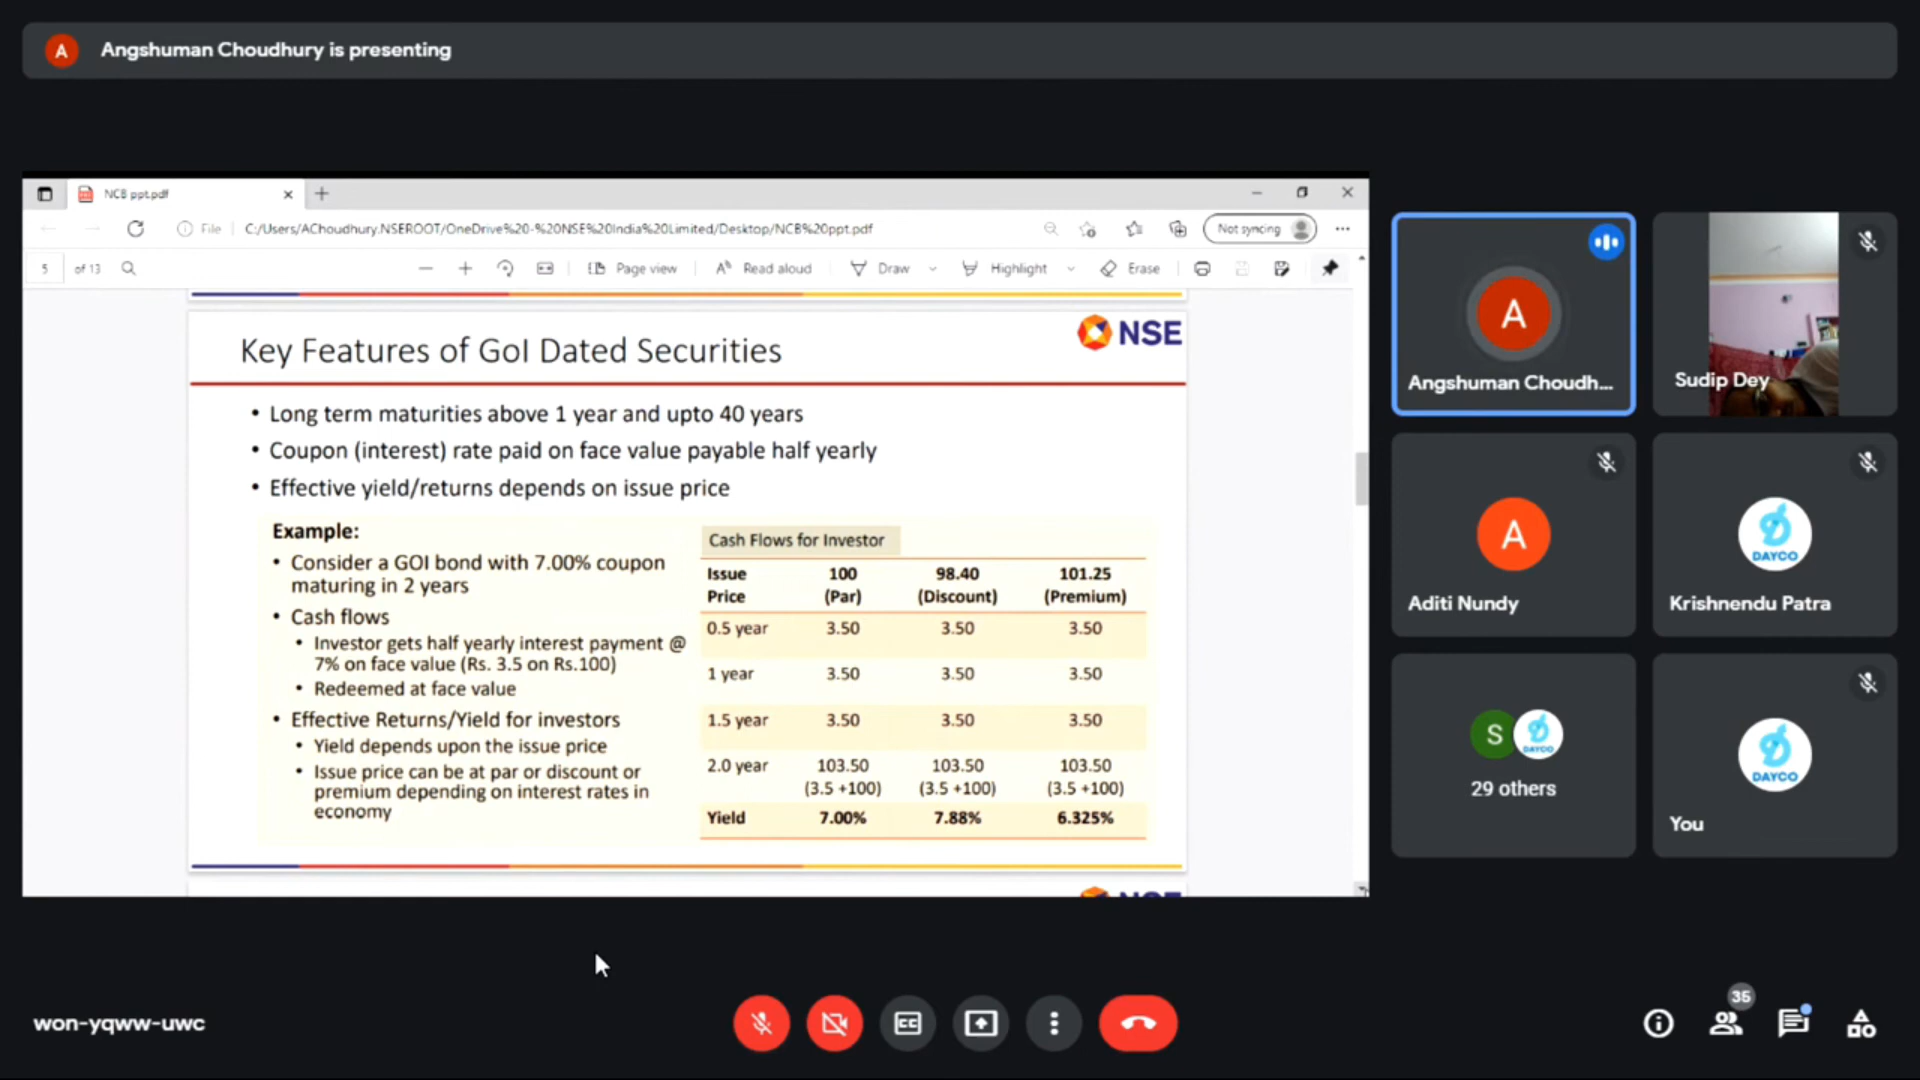 A Angshuman Choudhury is presenting
NCB ppt.pdf
File C:/Users/AChoudhury.NSEROOT/OneDrive%20-%20NSE%20India%20Limited/Desktop/NCB%20ppt.pdf Not syncing
5 of 13 Page view Read aloud Draw Highlight Erase
Key Features of GoI Dated Securities
NSE
• Long term maturities above 1 year and upto 40 years
• Coupon (interest) rate paid on face value payable half yearly
• Effective yield/returns depends on issue price
Example:
• Consider a GOI bond with 7.00% coupon
maturing in 2 years
• Cash flows
• Investor gets half yearly interest payment @
7% on face value (Rs. 3.5 on Rs.100)
• Redeemed at face value
• Effective Returns/Yield for investors
• Yield depends upon the issue price
• Issue price can be at par or discount or
premium depending on interest rates in
economy
Cash Flows for Investor
Issue Price 100 (Par) 98.40 (Discount) 101.25 (Premium)
0.5 year 3.50 3.50 3.50
1 year 3.50 3.50 3.50
1.5 year 3.50 3.50 3.50
2.0 year 103.50 103.50 103.50
(3.5 +100) (3.5 +100) (3.5 +100)
Yield 7.00% 7.88% 6.325%
NSE
A
Angshuman Choudh...
Sudip Dey
A
Aditi Nundy
DAYCO
Krishnendu Patra
S DAYCO
29 others
DAYCO
You
won-yqww-uwc
CC
35